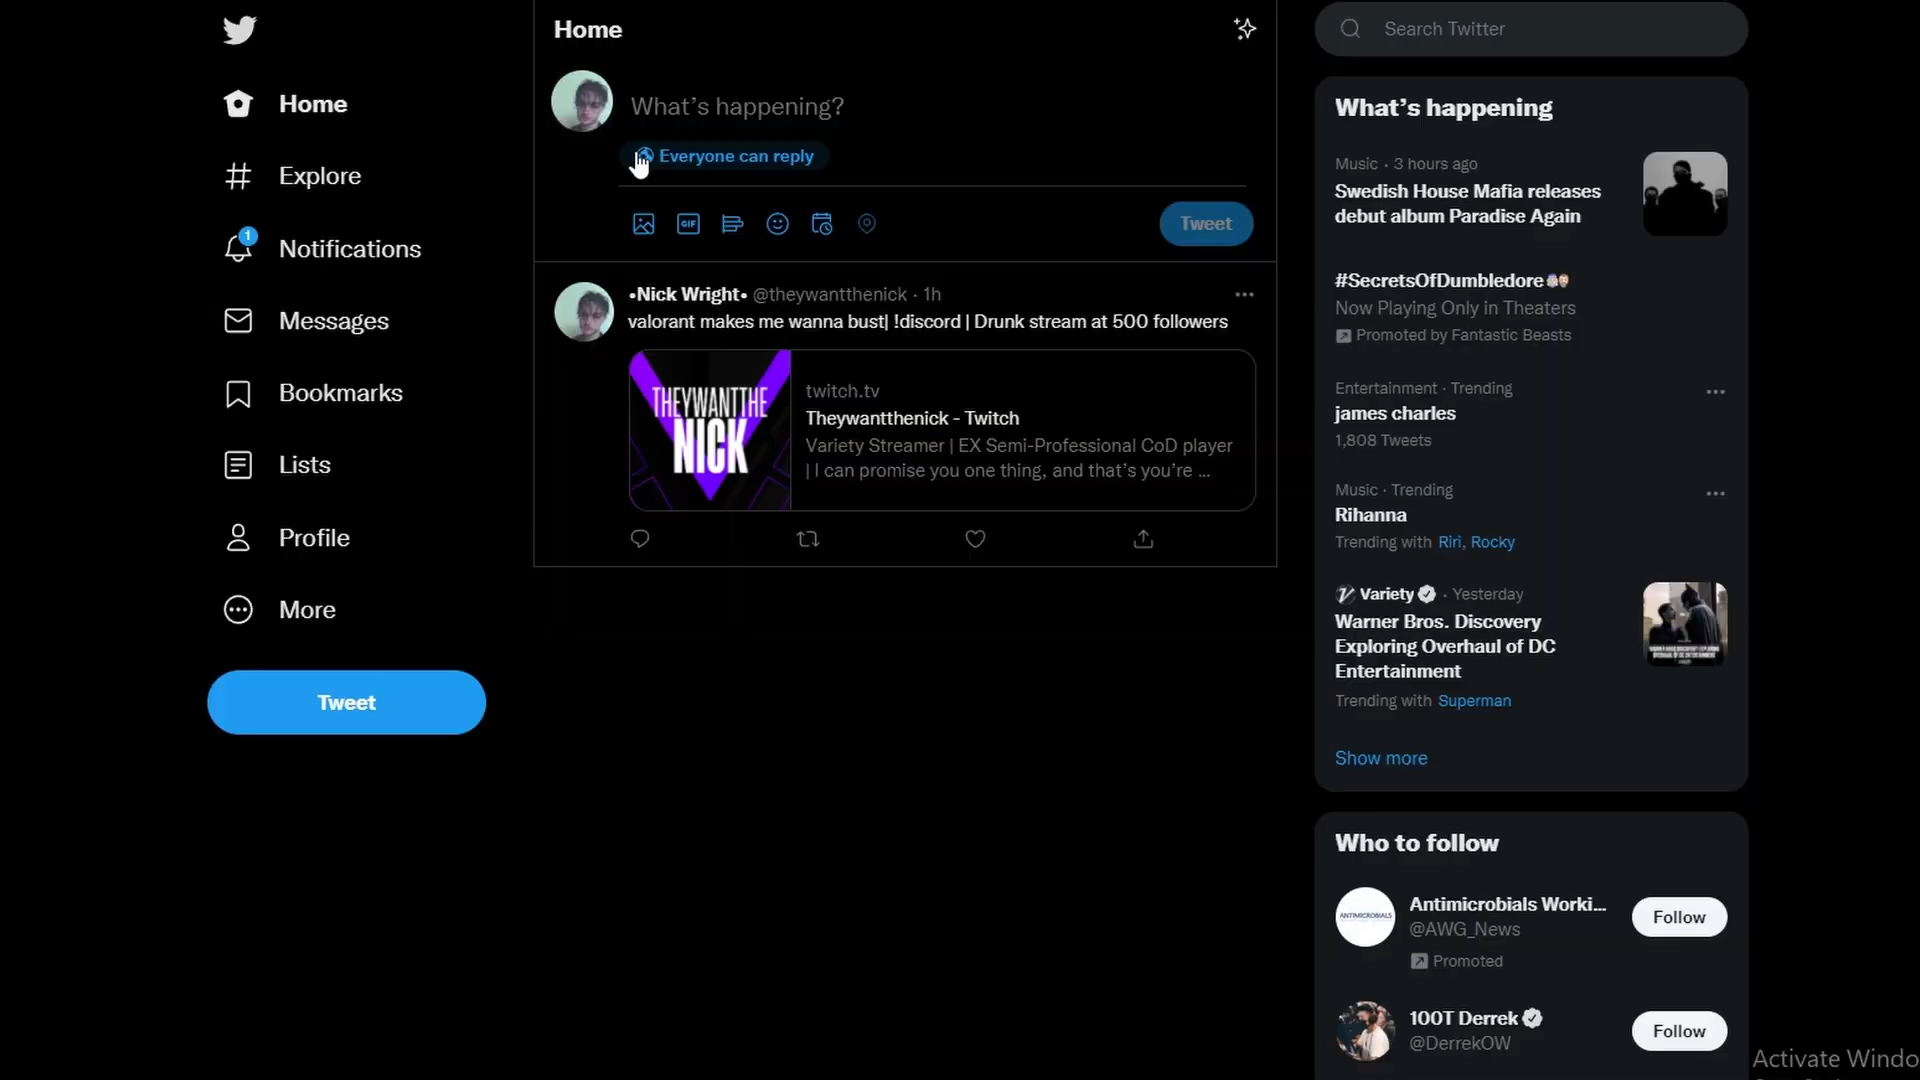 Home
Explore
1
Notifications
Messages
Bookmarks
Lists
Profile
More
Tweet
Home
What's happening?
Everyone can reply
GIF
Tweet
•Nick Wright• @theywantthenick · 1h
valorant makes me wanna bust| !discord | Drunk stream at 500 followers
THEYWANTTHE
NICK
twitch.tv
Theywantthenick - Twitch
Variety Streamer | EX Semi-Professional CoD player
| I can promise you one thing, and that's you're ...
Search Twitter
What's happening
Music · 3 hours ago
Swedish House Mafia releases
debut album Paradise Again
#SecretsOfDumbledore
Now Playing Only in Theaters
Promoted by Fantastic Beasts
Entertainment · Trending
james charles
1,808 Tweets
Music · Trending
Rihanna
Trending with Riri, Rocky
Variety · Yesterday
Warner Bros. Discovery
Exploring Overhaul of DC
Entertainment
Trending with Superman
Show more
Who to follow
ANTIMICROBIALS
Antimicrobials Worki...
@AWG_News
Promoted
Follow
100T Derrek
@DerrekOW
Follow
Activate Windo